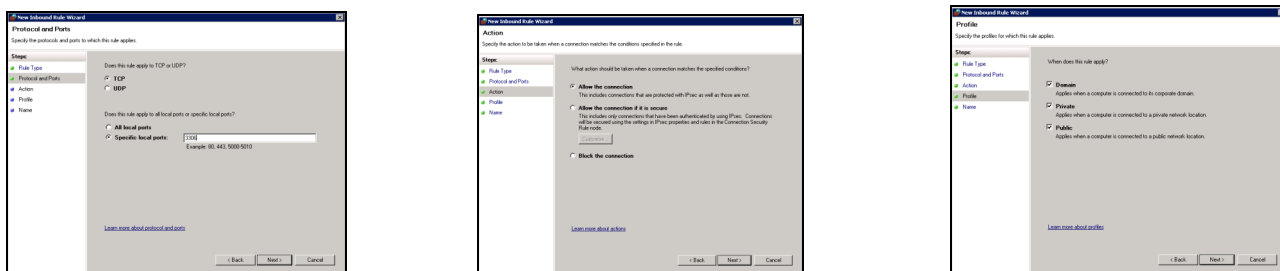 New Inbound Rule Wizard
Protocol and Ports
Specify the protocols and ports to which this rule applies.
Steps:
Rule Type
Protocol and Ports
Action
Profile
Name
Does this rule apply to TCP or UDP?
TCP
UDP
Does this rule apply to all local ports or specific local ports?
All local ports
Specific local ports:
3306
Example: 80, 443, 5000-5010
Learn more about protocol and ports
< Back
Next >
Cancel
New Inbound Rule Wizard
Action
Specify the action to be taken when a connection matches the conditions specified in the rule.
Steps:
Rule Type
Protocol and Ports
Action
Profile
Name
What action should be taken when a connection matches the specified conditions?
Allow the connection
This includes connections that are protected with IPsec as well as those are not.
Allow the connection if it is secure
This includes only connections that have been authenticated by using IPsec. Connections
will be secured using the settings in IPsec properties and rules in the Connection Security
Rule node.
Customize...
Block the connection
Learn more about actions
< Back
Next >
Cancel
New Inbound Rule Wizard
Profile
Specify the profiles for which this rule applies.
Steps:
Rule Type
Protocol and Ports
Action
Profile
Name
When does this rule apply?
Domain
Applies when a computer is connected to its corporate domain.
Private
Applies when a computer is connected to a private network location.
Public
Applies when a computer is connected to a public network location.
Learn more about profiles
< Back
Next >
Cancel